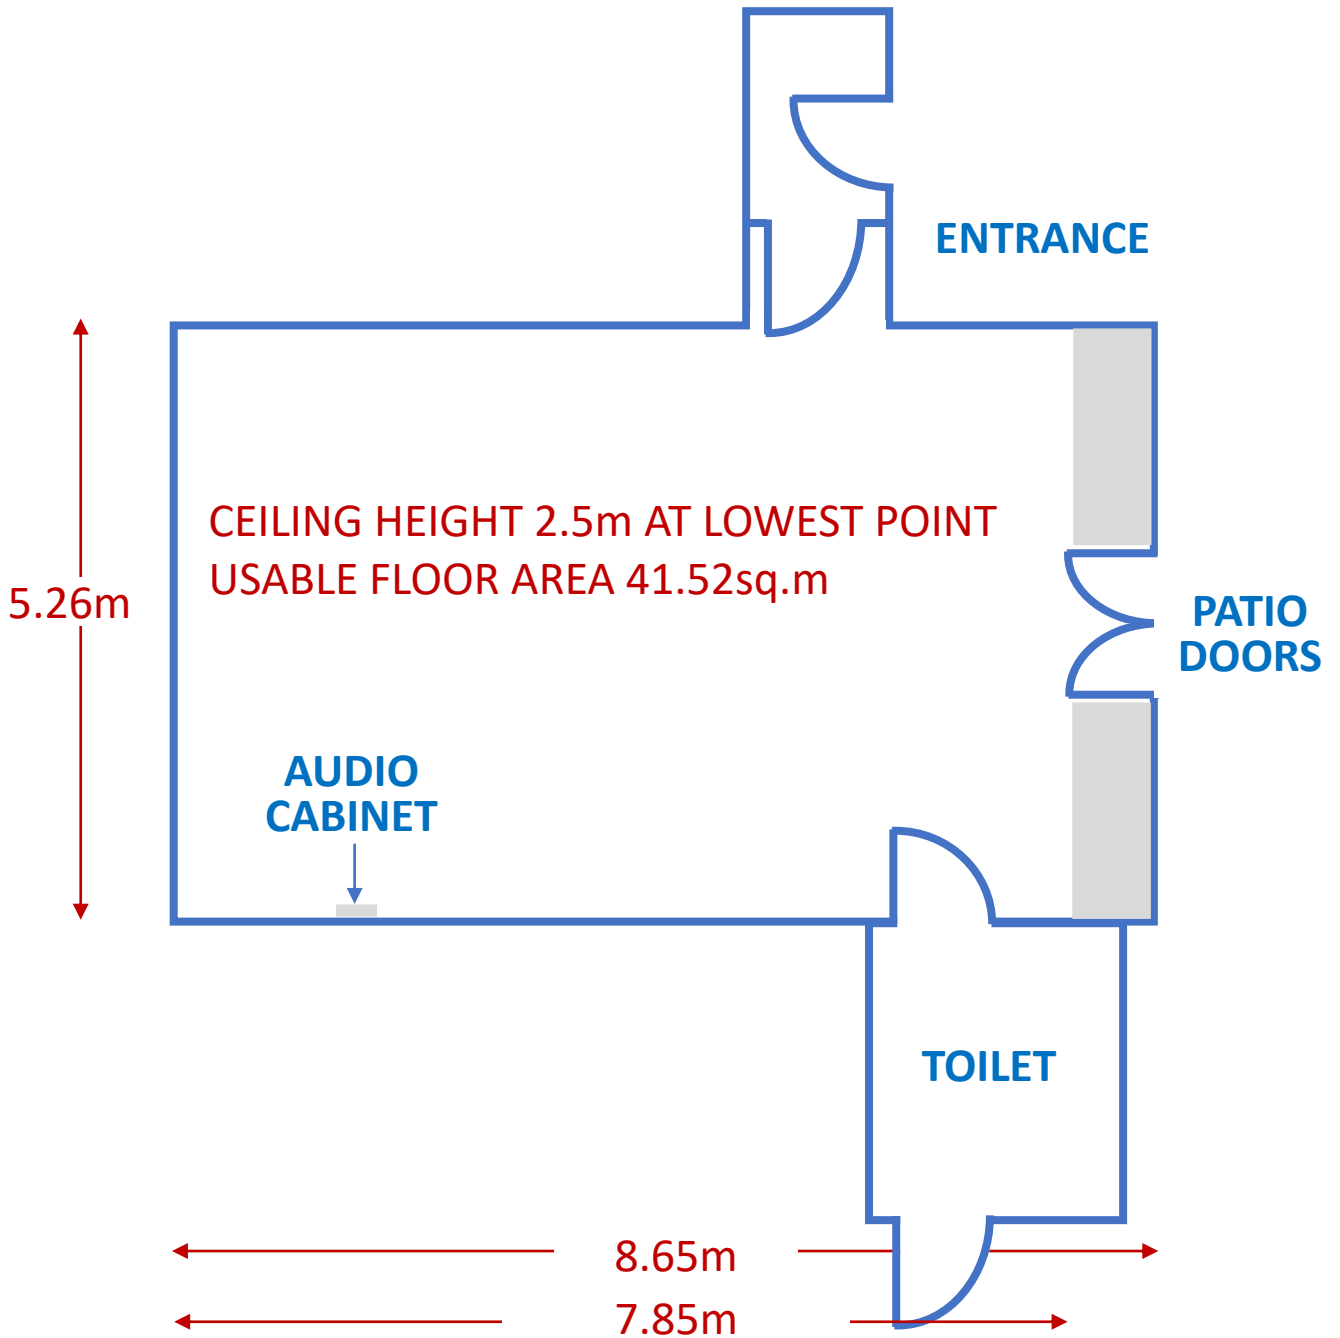 ENTRANCE
CEILING HEIGHT 2.5m AT LOWEST POINT
USABLE FLOOR AREA 41.52sq.m
5.26m
PATIO
DOORS
AUDIO
CABINET
TOILET
8.65m
7.85m